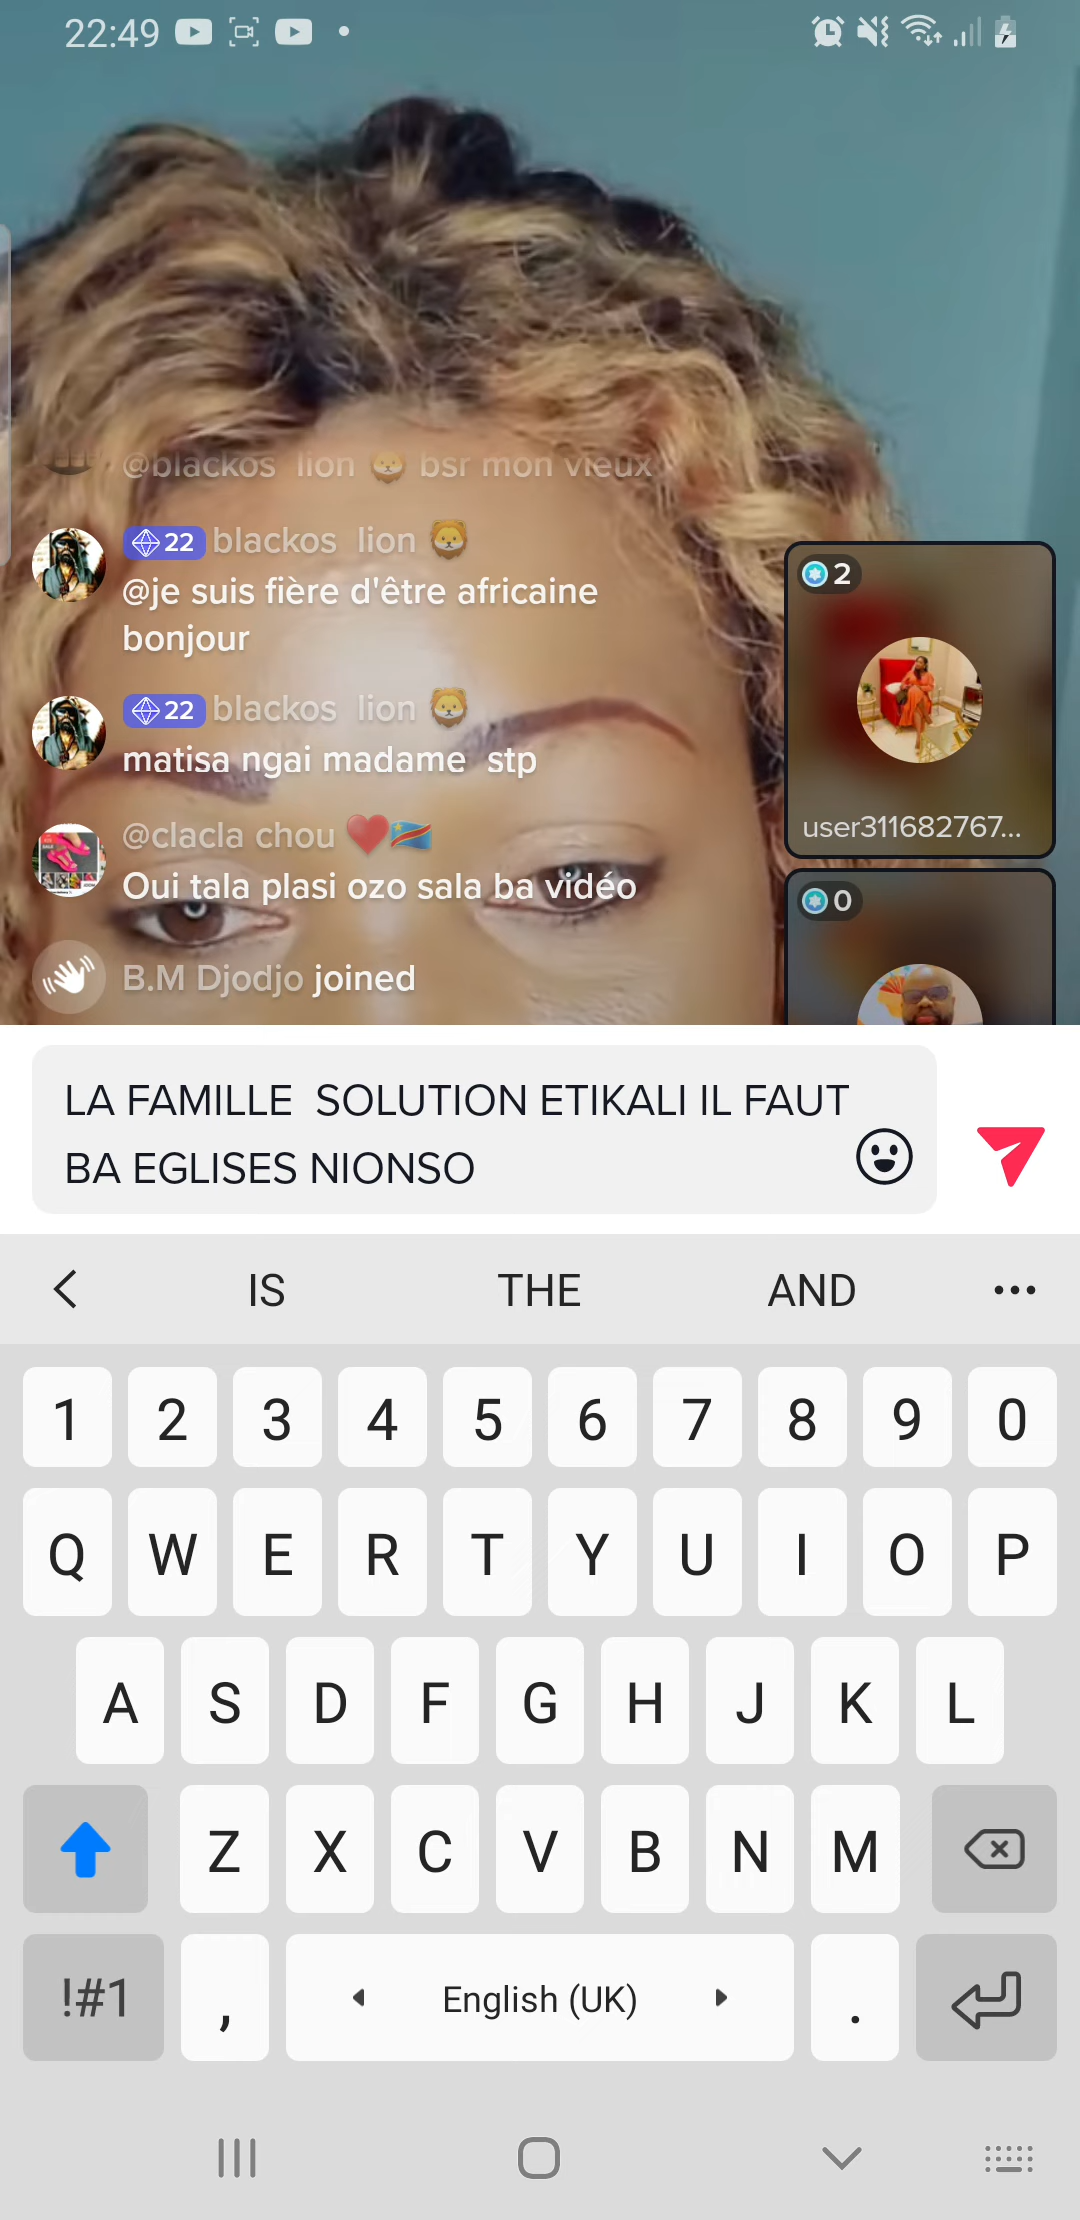 22:49
@blackos lion 🦁 bsr mon vieux
22 blackos lion 🦁
@je suis fière d'être africaine
bonjour
22 blackos lion 🦁
matisa ngai madame stp
@clacla chou ❤️🇨🇩
Oui tala plasi ozo sala ba vidéo
B.M Djodjo joined
2
user311682767...
0
LA FAMILLE SOLUTION ETIKALI IL FAUT
BA EGLISES NIONSO
IS THE AND
1 2 3 4 5 6 7 8 9 0
Q W E R T Y U I O P
A S D F G H J K L
Z X C V B N M
!#1 , English (UK) .